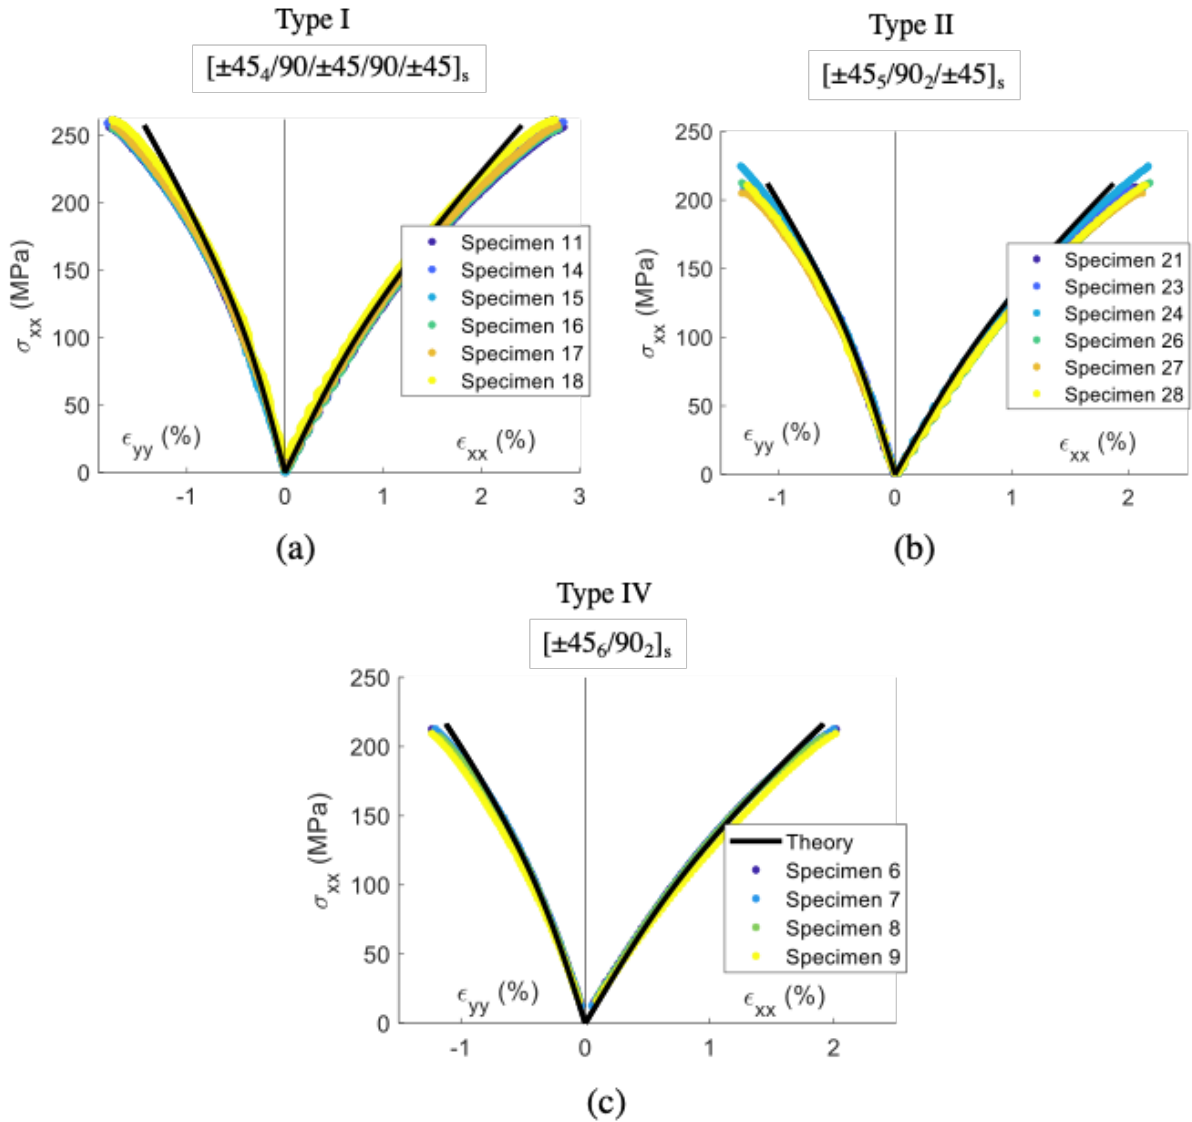 Type I
[±45₄/90/±45/90/±45]ₛ
250
200
150
100
50
0
σxx (MPa)
Specimen 11
Specimen 14
Specimen 15
Specimen 16
Specimen 17
Specimen 18
ϵyy (%)
ϵxx (%)
-1 0 1 2 3
(a)
Type II
[±45₅/90₂/±45]ₛ
250
200
150
100
50
0
σxx (MPa)
Specimen 21
Specimen 23
Specimen 24
Specimen 26
Specimen 27
Specimen 28
ϵyy (%)
ϵxx (%)
-1 0 1 2
(b)
Type IV
[±45₆/90₂]ₛ
250
200
150
100
50
0
σxx (MPa)
Theory
Specimen 6
Specimen 7
Specimen 8
Specimen 9
ϵyy (%)
ϵxx (%)
-1 0 1 2
(c)